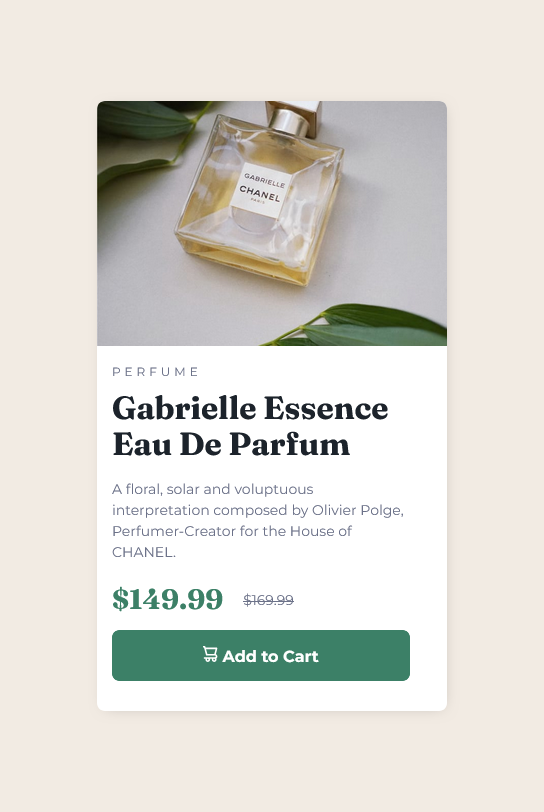 GABRIELLE
CHANEL
PARIS
PERFUME
Gabrielle Essence
Eau De Parfum
A floral, solar and voluptuous
interpretation composed by Olivier Polge,
Perfumer-Creator for the House of
CHANEL.
$149.99 $169.99
Add to Cart